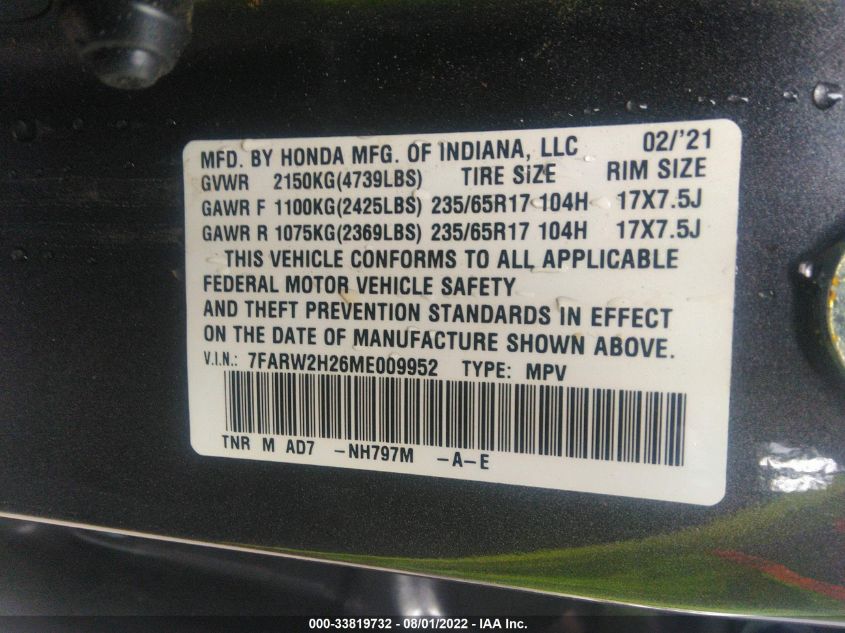 MFD. BY HONDA MFG. OF INDIANA, LLC 02/'21
GVWR 2150KG(4739LBS) TIRE SIZE RIM SIZE
GAWR F 1100KG(2425LBS) 235/65R17 104H 17X7.5J
GAWR R 1075KG(2369LBS) 235/65R17 104H 17X7.5J
THIS VEHICLE CONFORMS TO ALL APPLICABLE
FEDERAL MOTOR VEHICLE SAFETY
AND THEFT PREVENTION STANDARDS IN EFFECT
ON THE DATE OF MANUFACTURE SHOWN ABOVE.
V.I.N.: 7FARW2H26ME009952 TYPE: MPV
TNR M AD7 -NH797M -A-E
000-33819732 - 08/01/2022 - IAA Inc.